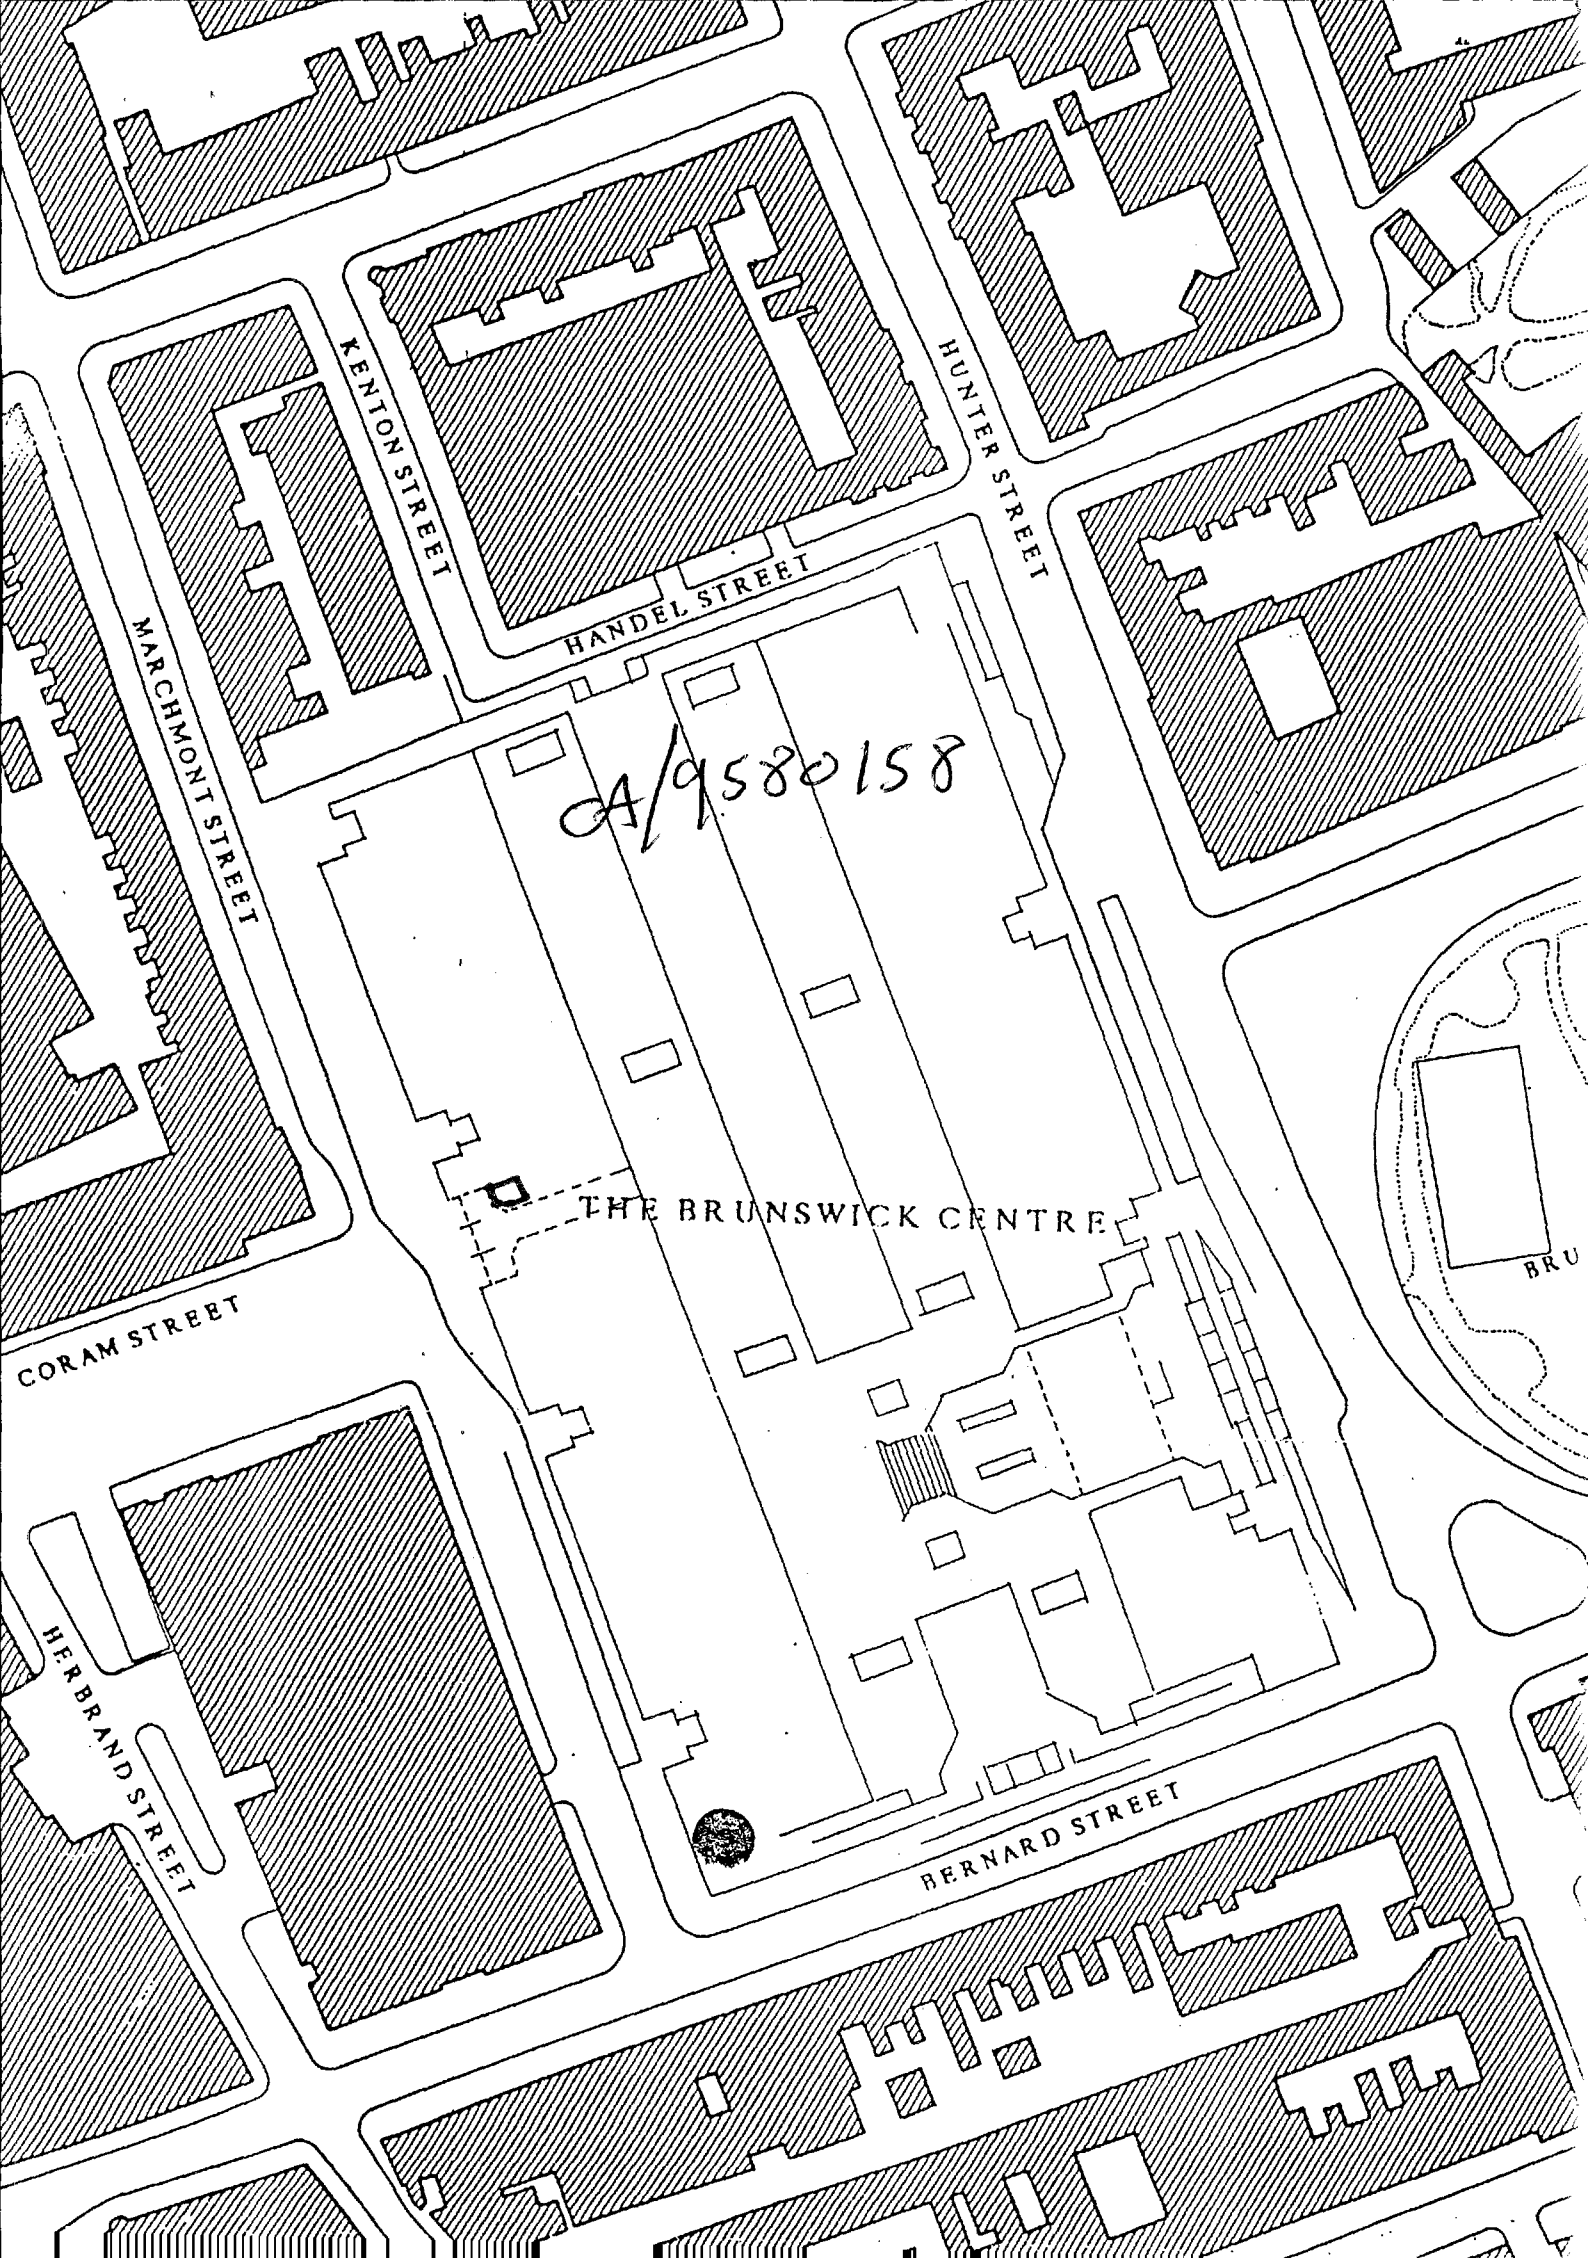 KENTON STREET
HUNTER STREET
HANDEL STREET
MARCHMONT STREET
A/9580158
THE BRUNSWICK CENTRE
BRU
CORAM STREET
HERBRAND STREET
BERNARD STREET